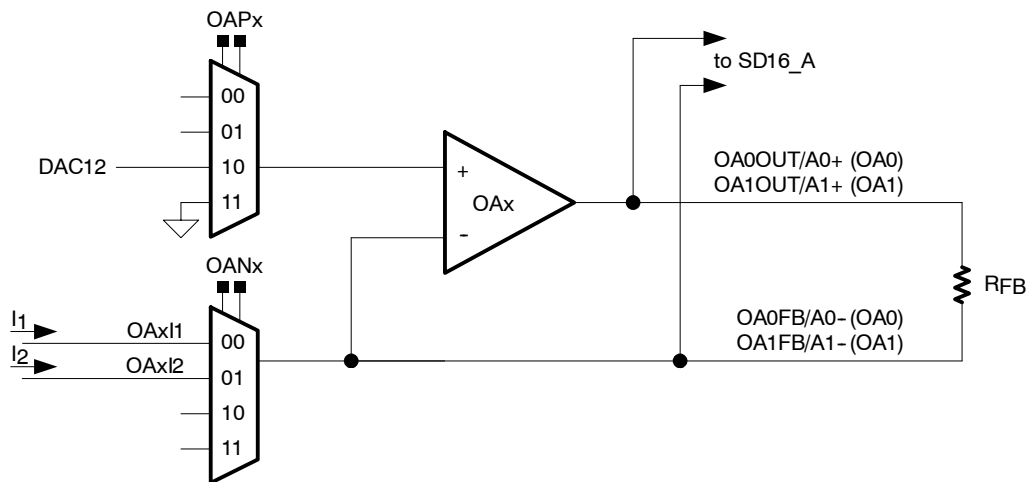 OAPx
00
01
DAC12
10
11
to SD16_A
+
OAx
-
OA0OUT/A0+ (OA0)
OA1OUT/A1+ (OA1)
RFB
OANx
I1
OAxI1
00
I2
OAxI2
01
10
11
OA0FB/A0- (OA0)
OA1FB/A1- (OA1)